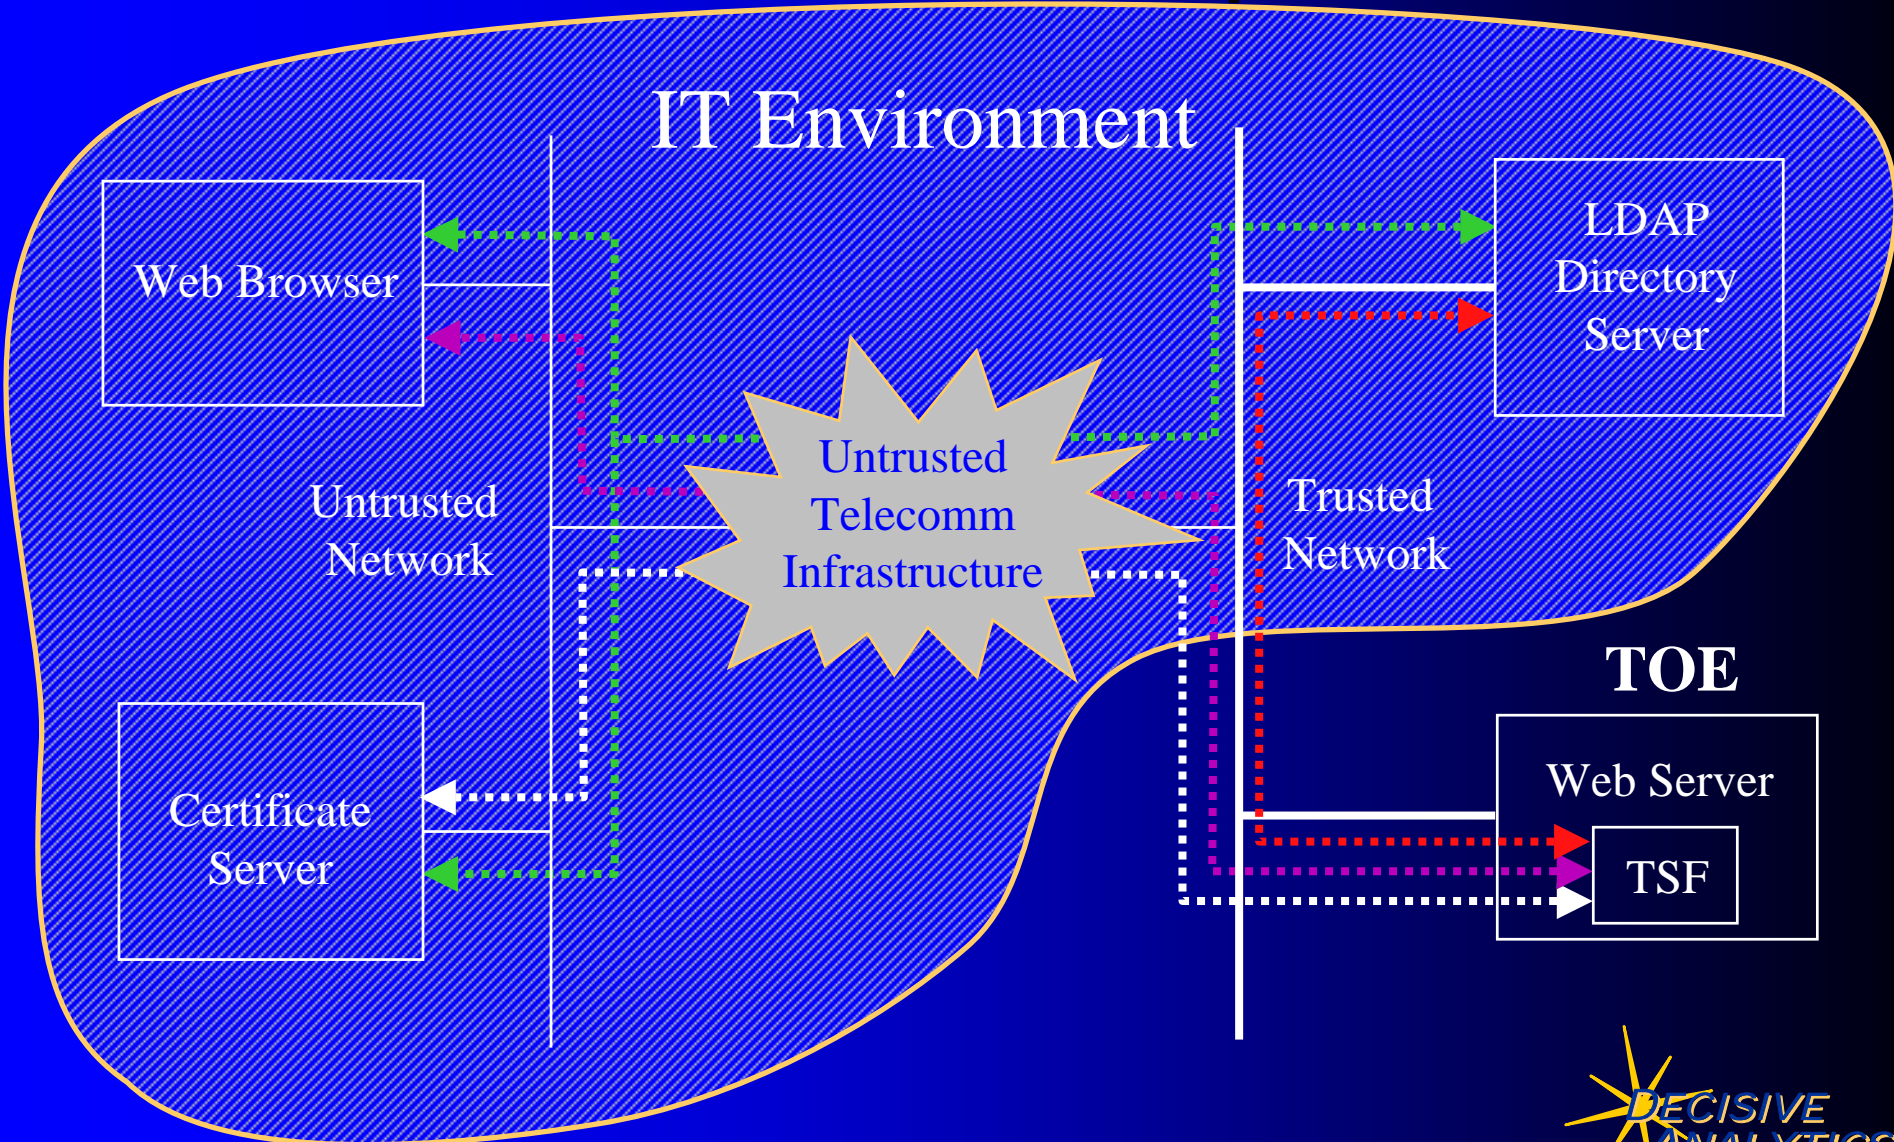 IT Environment
Web Browser
LDAP
Directory
Server
Untrusted
Network
Untrusted
Telecomm
Infrastructure
Trusted
Network
TOE
Certificate
Server
Web Server
TSF
DECISIVE
ANALYTICS